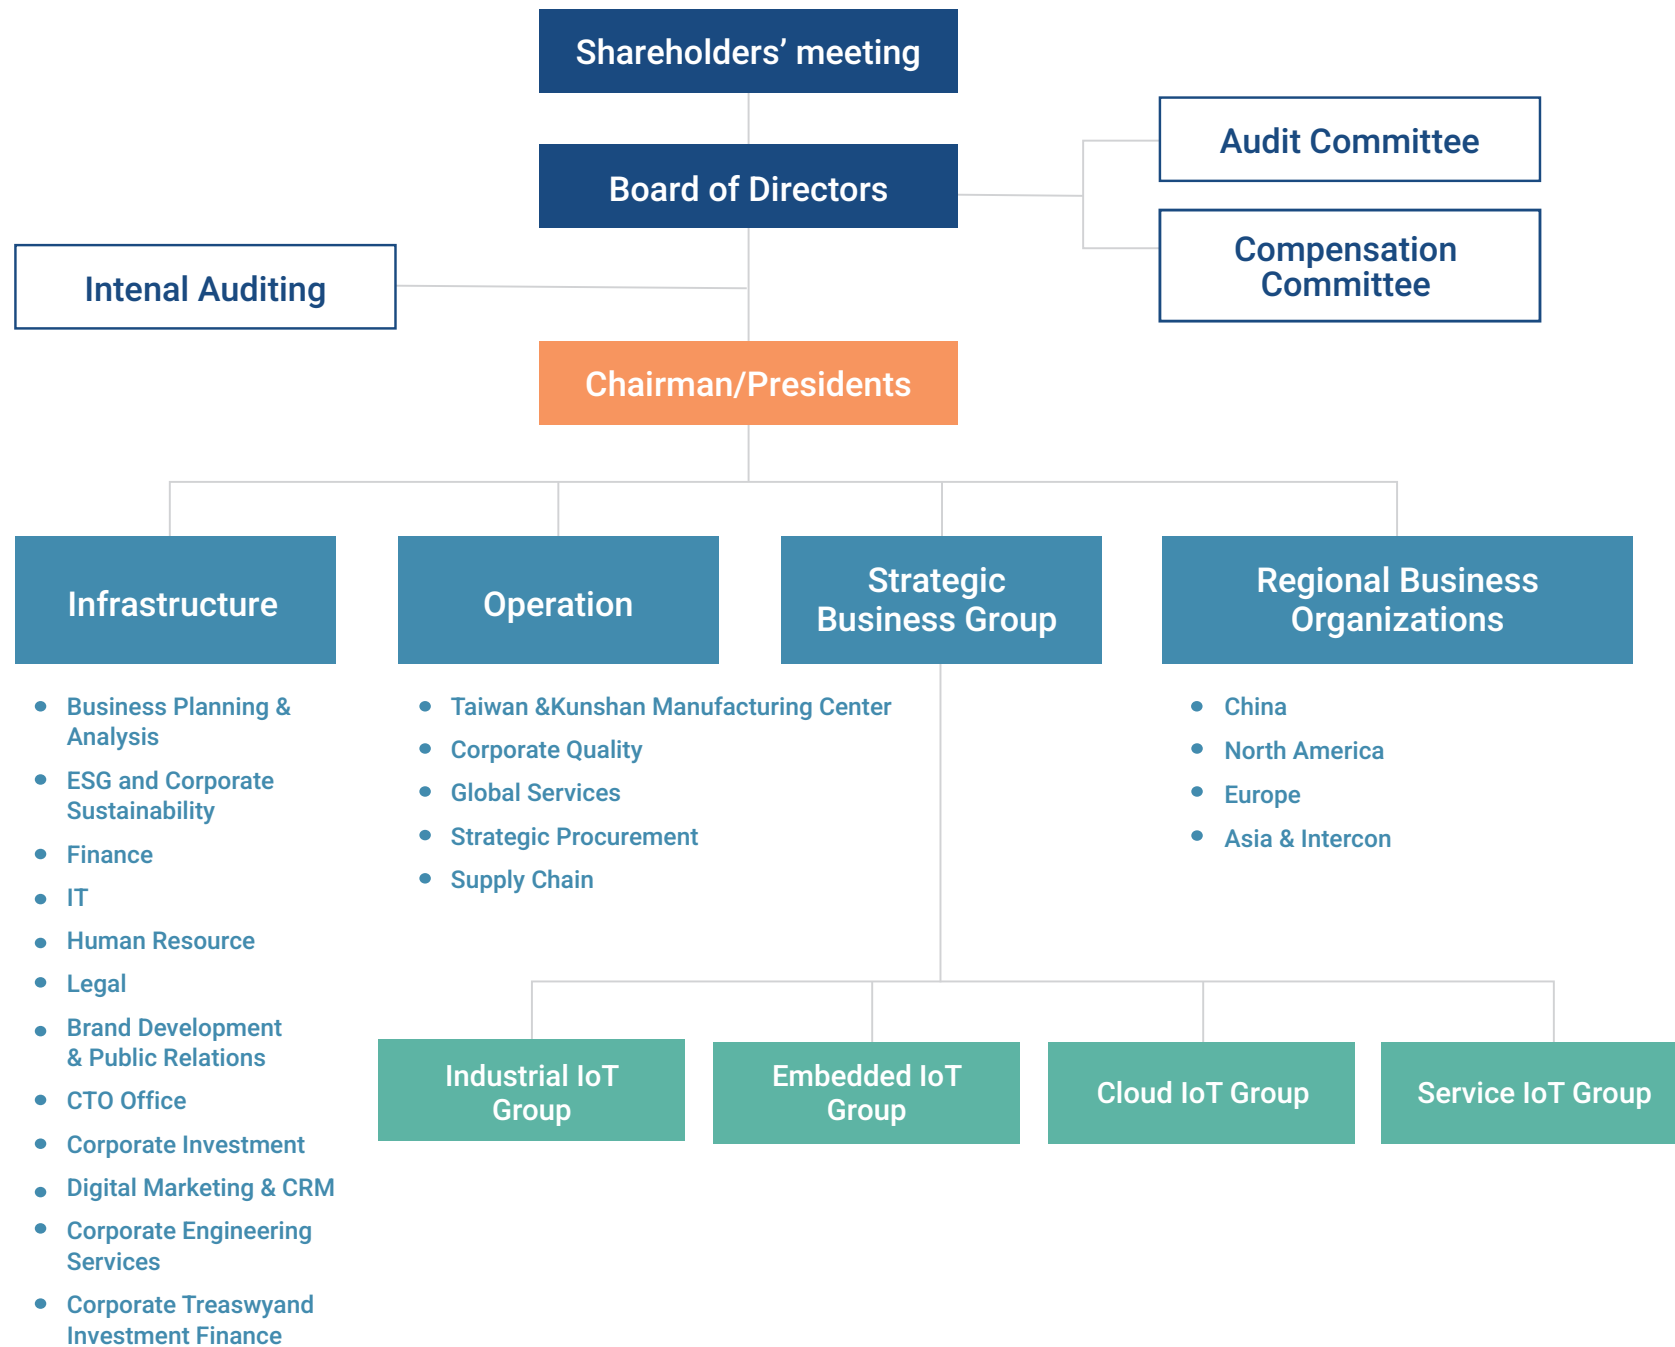 Shareholders’ meeting
Board of Directors
Audit Committee
Compensation
Committee
Intenal Auditing
Chairman/Presidents
Infrastructure
Business Planning &
Analysis
ESG and Corporate
Sustainability
Finance
IT
Human Resource
Legal
Brand Development
& Public Relations
CTO Office
Corporate Investment
Digital Marketing & CRM
Corporate Engineering
Services
Corporate Treaswyand
Investment Finance
Operation
Taiwan &Kunshan Manufacturing Center
Corporate Quality
Global Services
Strategic Procurement
Supply Chain
Strategic
Business Group
Regional Business
Organizations
China
North America
Europe
Asia & Intercon
Industrial IoT
Group
Embedded IoT
Group
Cloud IoT Group
Service IoT Group